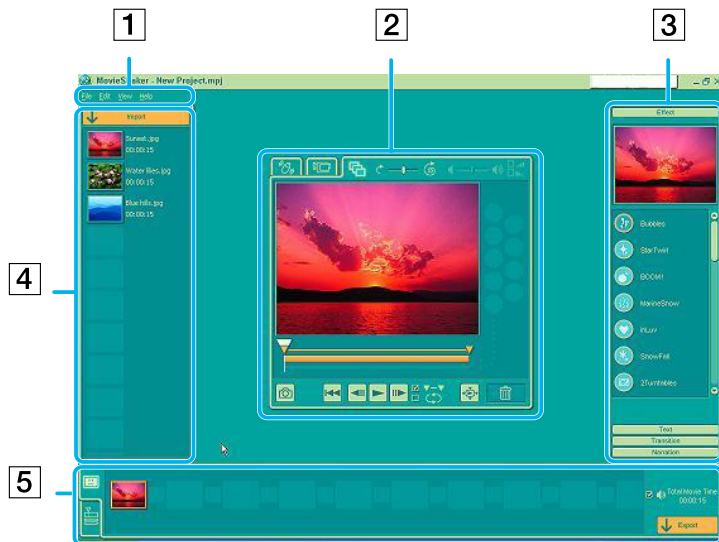 1
2
3
MovieShaker - New Project.mpj
File Edit View Help
Import
Sunset.jpg
00:00:15
Water lilies.jpg
00:00:15
Blue hills.jpg
00:00:15
Effect
Bubbles
StarTwirl
BOOM!
MarineSnow
inLuv
SnowFall
2Turntables
Text
Transition
Narration
4
5
Total Movie Time
00:00:15
Export